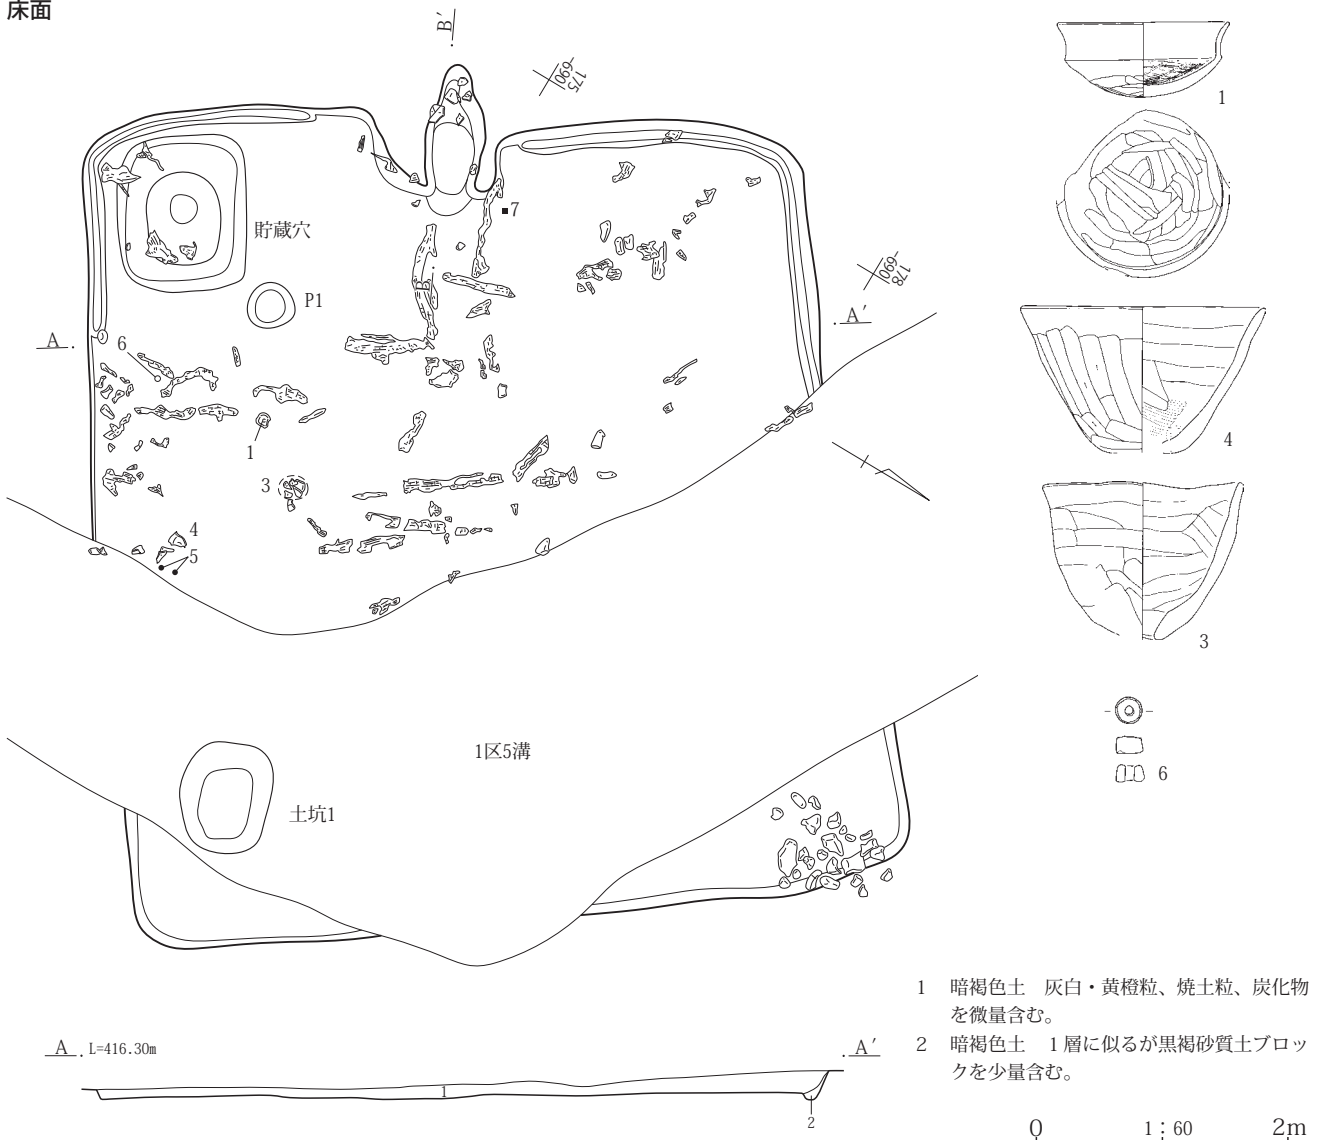 床面
B′
175
-690-
貯蔵穴
7
P1
B
178
-690-
A
A′
6
1
3
4
5
1区5溝
土坑1
1
4
3
6
A L=416.30m
A′
1
2
1 暗褐色土 灰白・黄橙粒、焼土粒、炭化物
を微量含む。
2 暗褐色土 1層に似るが黒褐砂質土ブロッ
クを少量含む。
0 1:60 2m